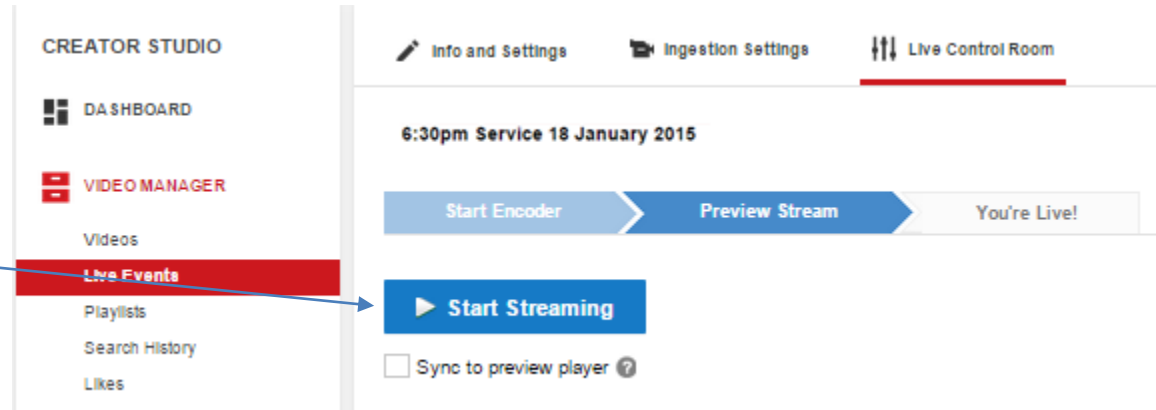 CREATOR STUDIO
DASHBOARD
VIDEO MANAGER
Videos
Live Events
Playlists
Search History
Likes
Info and Settings
Ingestion Settings
Live Control Room
6:30pm Service 18 January 2015
Start Encoder
Preview Stream
You're Live!
Start Streaming
Sync to preview player ?